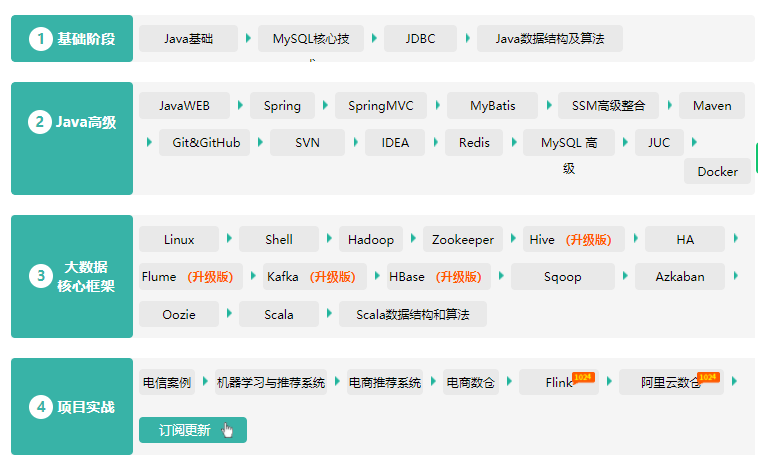 1 基础阶段 Java基础 MySQL核心技 JDBC Java数据结构及算法
2 Java高级 JavaWEB Spring SpringMVC MyBatis SSM高级整合 Maven
Git&GitHub SVN IDEA Redis MySQL 高级 JUC
Docker
3 大数据核心框架 Linux Shell Hadoop Zookeeper Hive (升级版) HA
Flume (升级版) Kafka (升级版) HBase (升级版) Sqoop Azkaban
Oozie Scala Scala数据结构和算法
4 项目实战 电信案例 机器学习与推荐系统 电商推荐系统 电商数仓 Flink 1024 阿里云数仓 1024
订阅更新